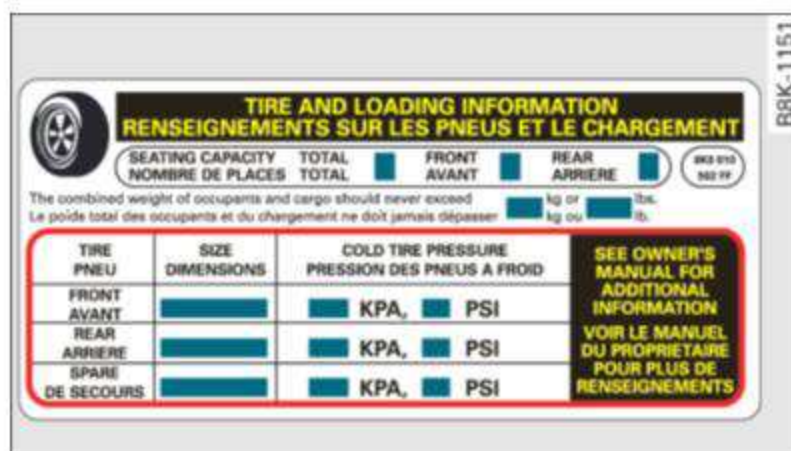 B8K-1151
TIRE AND LOADING INFORMATION
RENSEIGNEMENTS SUR LES PNEUS ET LE CHARGEMENT
SEATING CAPACITY TOTAL FRONT REAR
NOMBRE DE PLACES TOTAL AVANT ARRIERE
8K0 010
502 FF
The combined weight of occupants and cargo should never exceed kg or lbs.
Le poids total des occupants et du chargement ne doit jamais dépasser kg ou lb.
TIRE SIZE COLD TIRE PRESSURE
PNEU DIMENSIONS PRESSION DES PNEUS A FROID
FRONT
AVANT KPA, PSI
REAR
ARRIERE KPA, PSI
SPARE
DE SECOURS KPA, PSI
SEE OWNER'S
MANUAL FOR
ADDITIONAL
INFORMATION
VOIR LE MANUEL
DU PROPRIETAIRE
POUR PLUS DE
RENSEIGNEMENTS